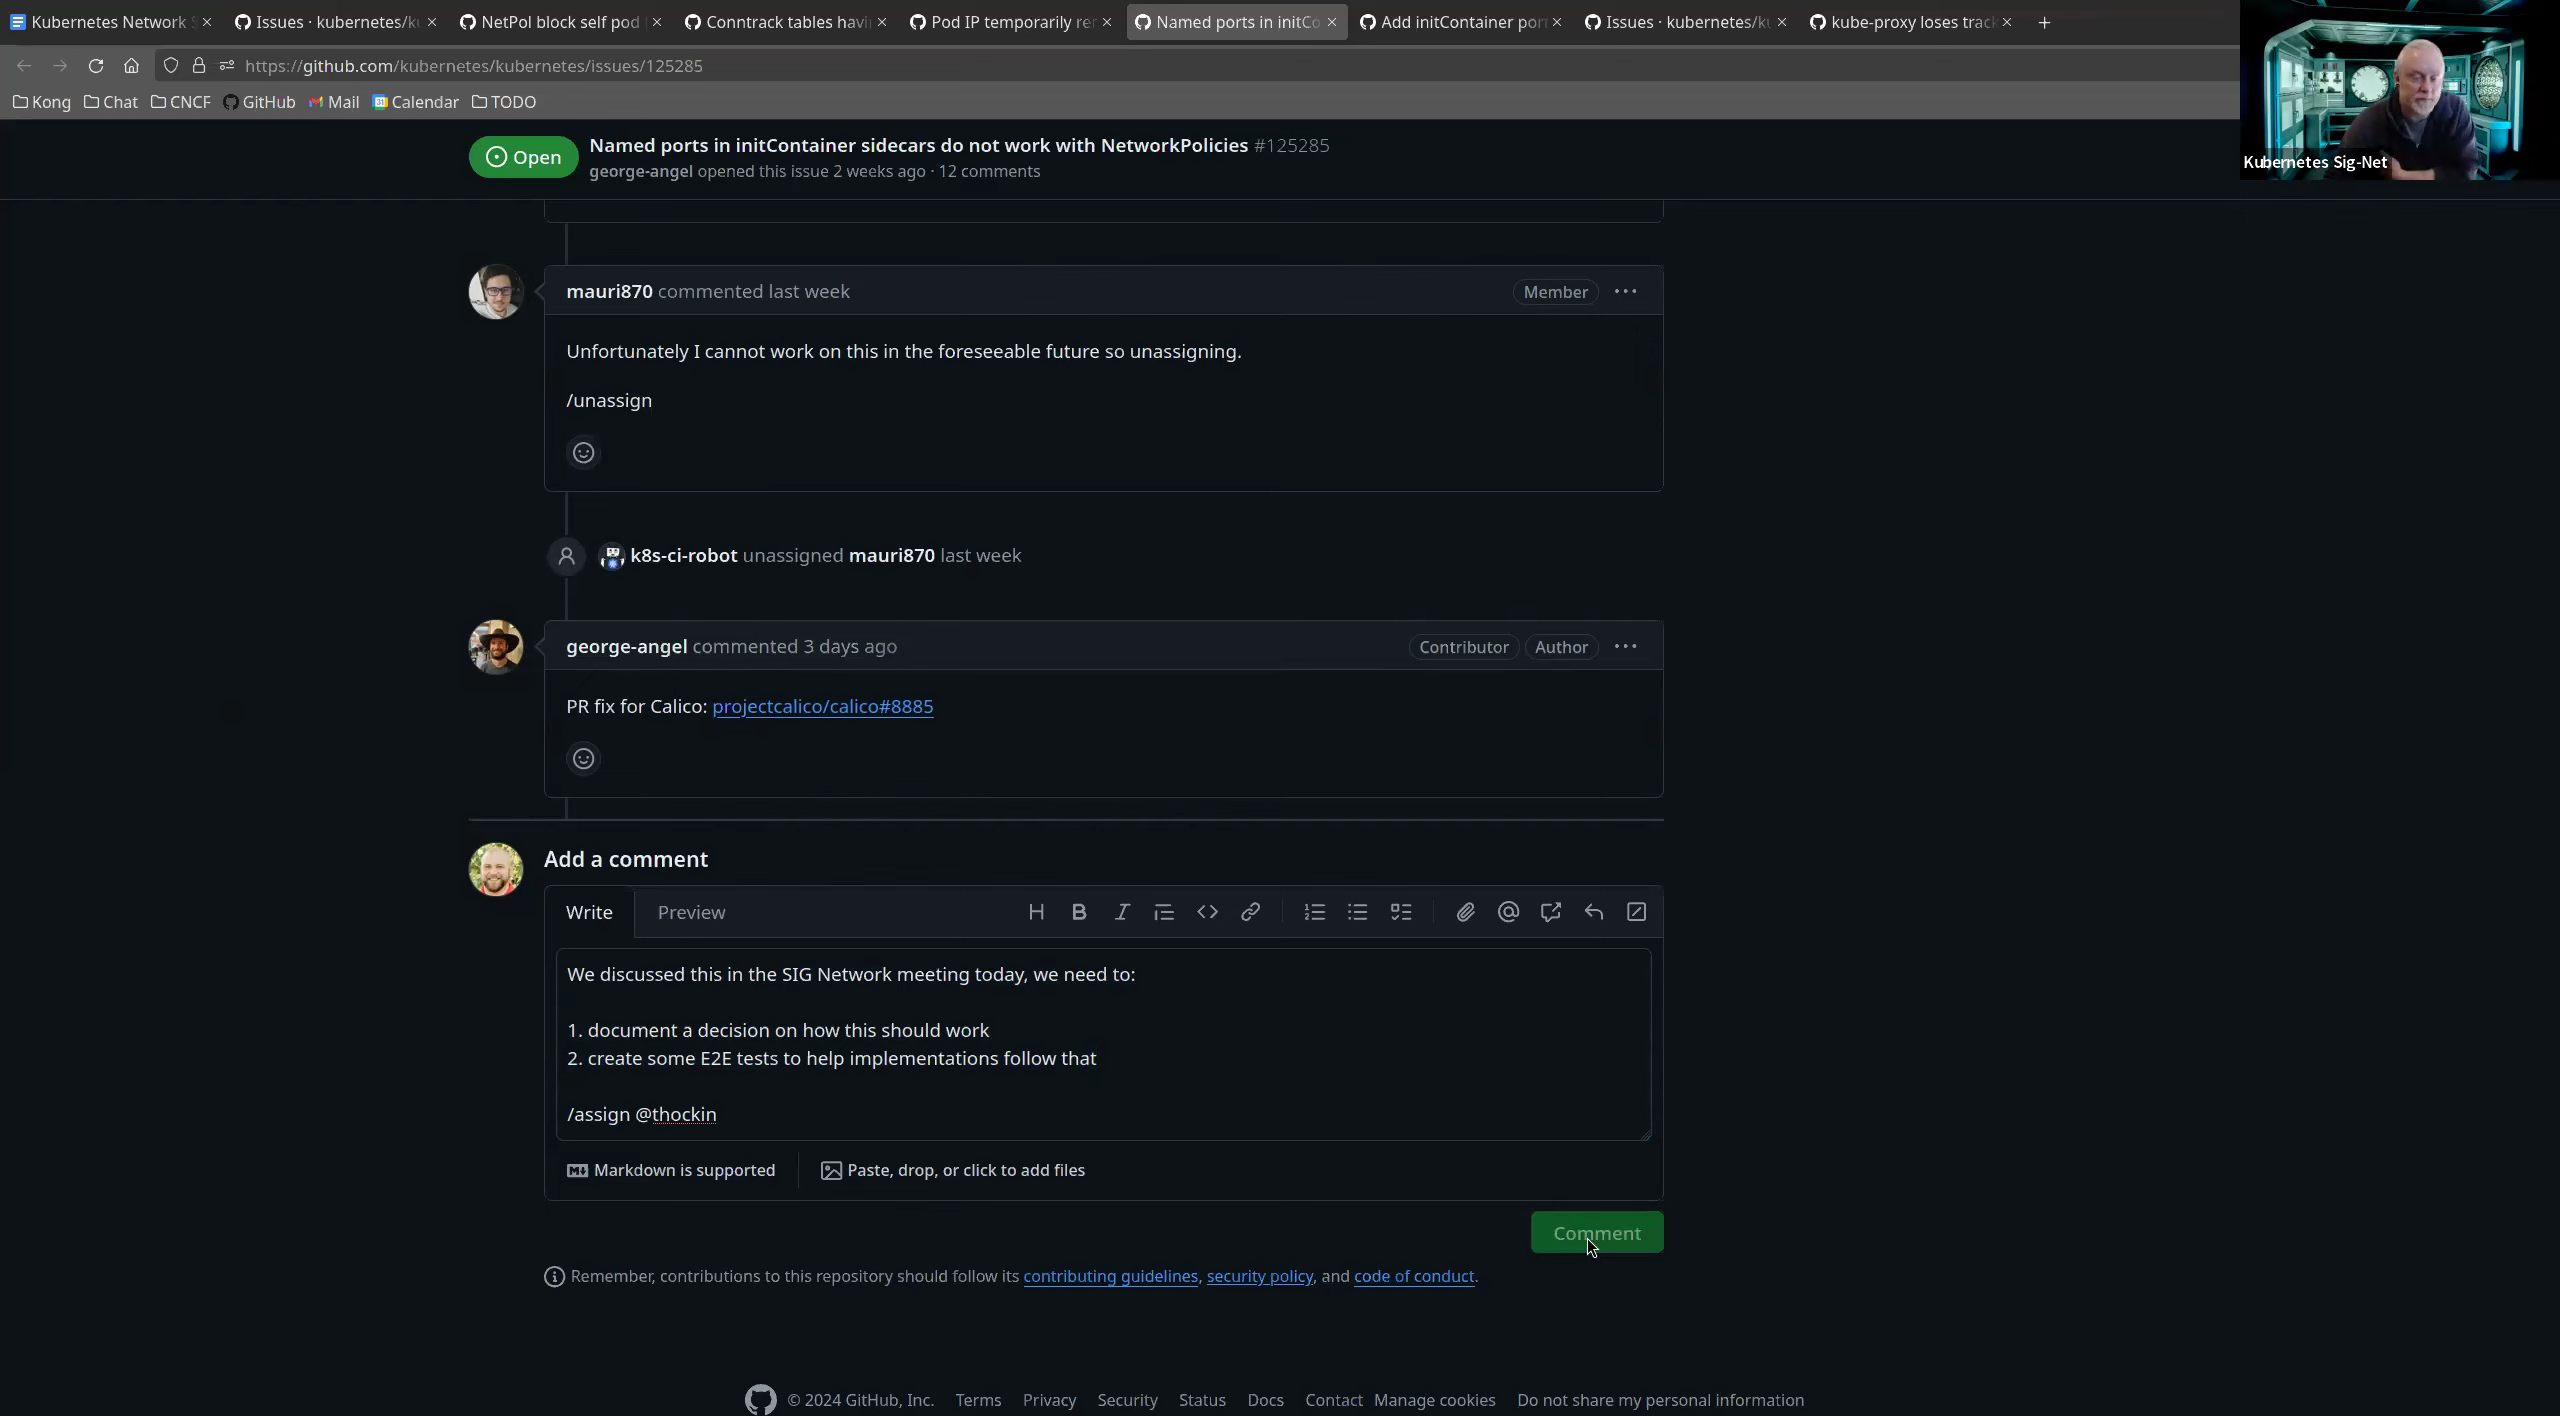 Kubernetes Network S
Issues · kubernetes/ku
NetPol block self pod
Conntrack tables havi
Pod IP temporarily re
Named ports in initCo
Add initContainer port
Issues · kubernetes/ku
kube-proxy loses track
https://github.com/kubernetes/kubernetes/issues/125285
Kong Chat CNCF GitHub Mail Calendar TODO
Kubernetes Sig-Net
Open
Named ports in initContainer sidecars do not work with NetworkPolicies #125285
george-angel opened this issue 2 weeks ago · 12 comments
mauri870 commented last week
Member
Unfortunately I cannot work on this in the foreseeable future so unassigning.
/unassign
k8s-ci-robot unassigned mauri870 last week
george-angel commented 3 days ago
Contributor Author
PR fix for Calico: projectcalico/calico#8885
Add a comment
Write Preview
We discussed this in the SIG Network meeting today, we need to:
1. document a decision on how this should work
2. create some E2E tests to help implementations follow that
/assign @thockin
Markdown is supported
Paste, drop, or click to add files
Comment
Remember, contributions to this repository should follow its contributing guidelines, security policy, and code of conduct.
© 2024 GitHub, Inc. Terms Privacy Security Status Docs Contact Manage cookies Do not share my personal information